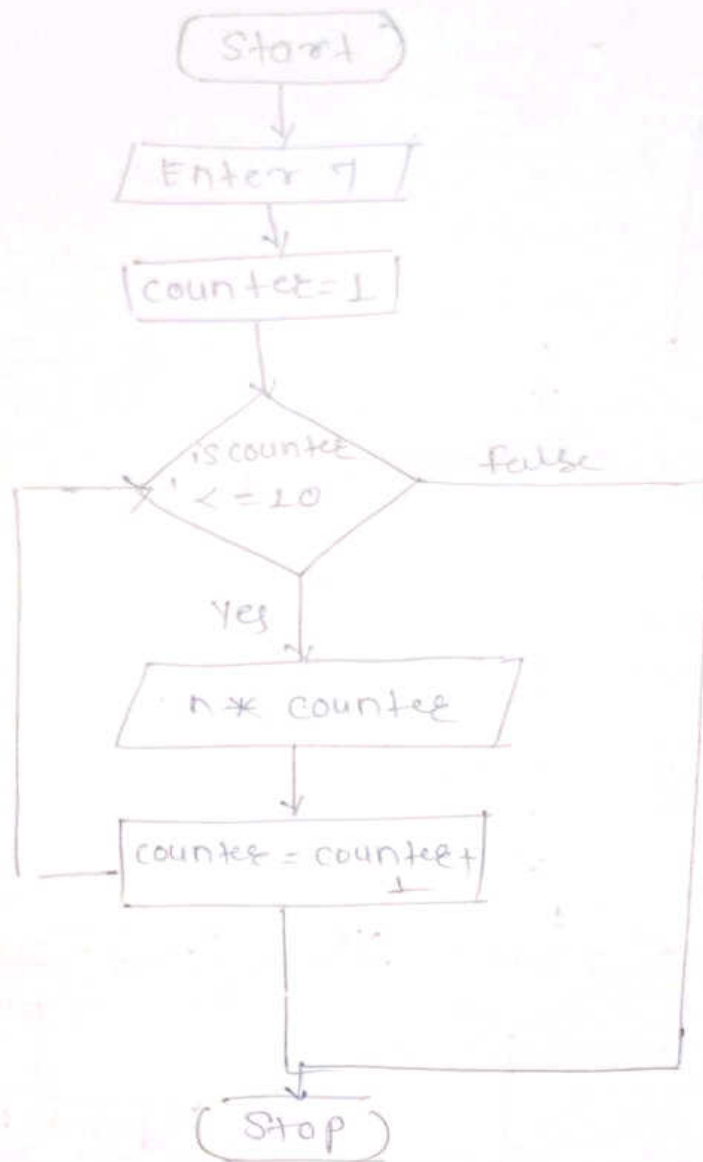 Start
Enter 7
counter = 1
is counter
<= 10
false
Yes
n * counter
counter = counter +
1
Stop